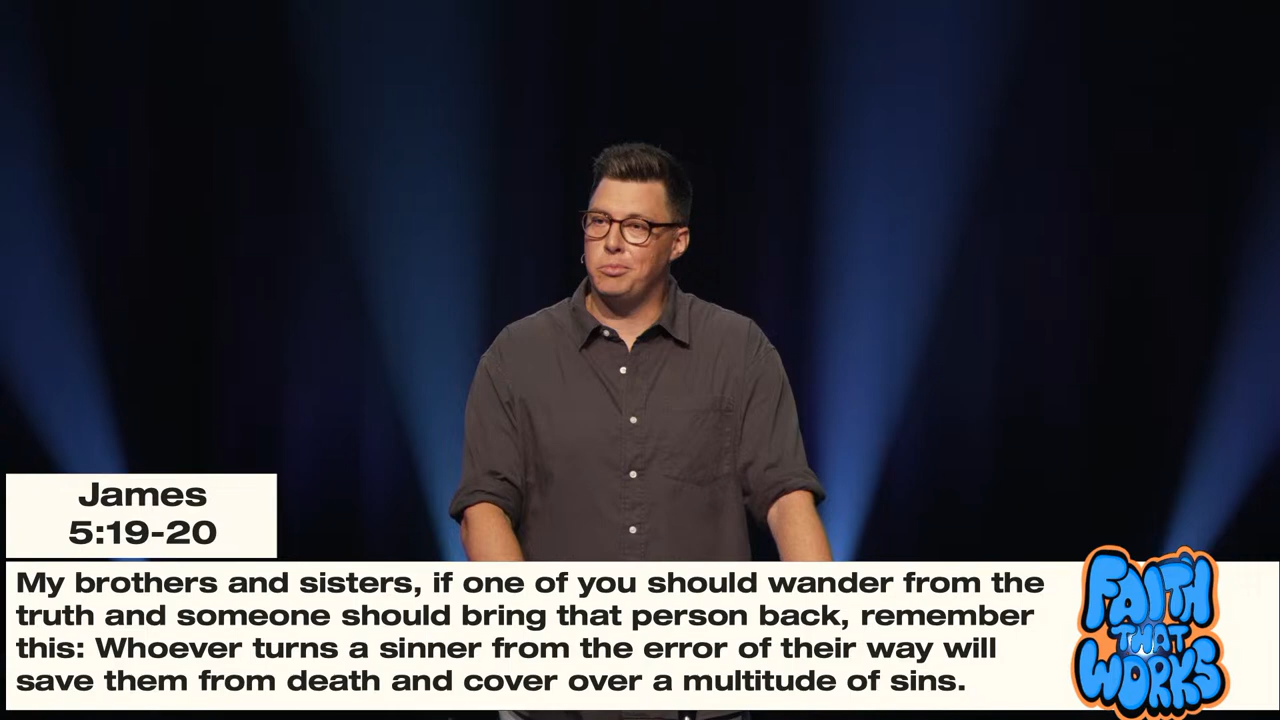 James
5:19-20
My brothers and sisters, if one of you should wander from the
truth and someone should bring that person back, remember
this: Whoever turns a sinner from the error of their way will
save them from death and cover over a multitude of sins.
FAITH
THAT
WORKS